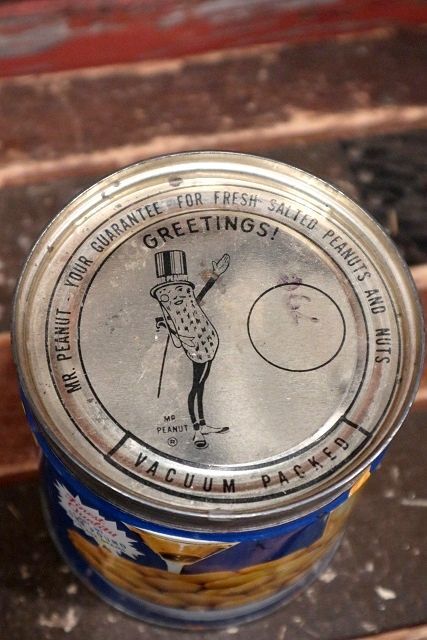 MR. PEANUT - YOUR GUARANTEE FOR FRESH SALTED PEANUTS AND NUTS
GREETINGS!
MR
PEANUT
®
VACUUM PACKED